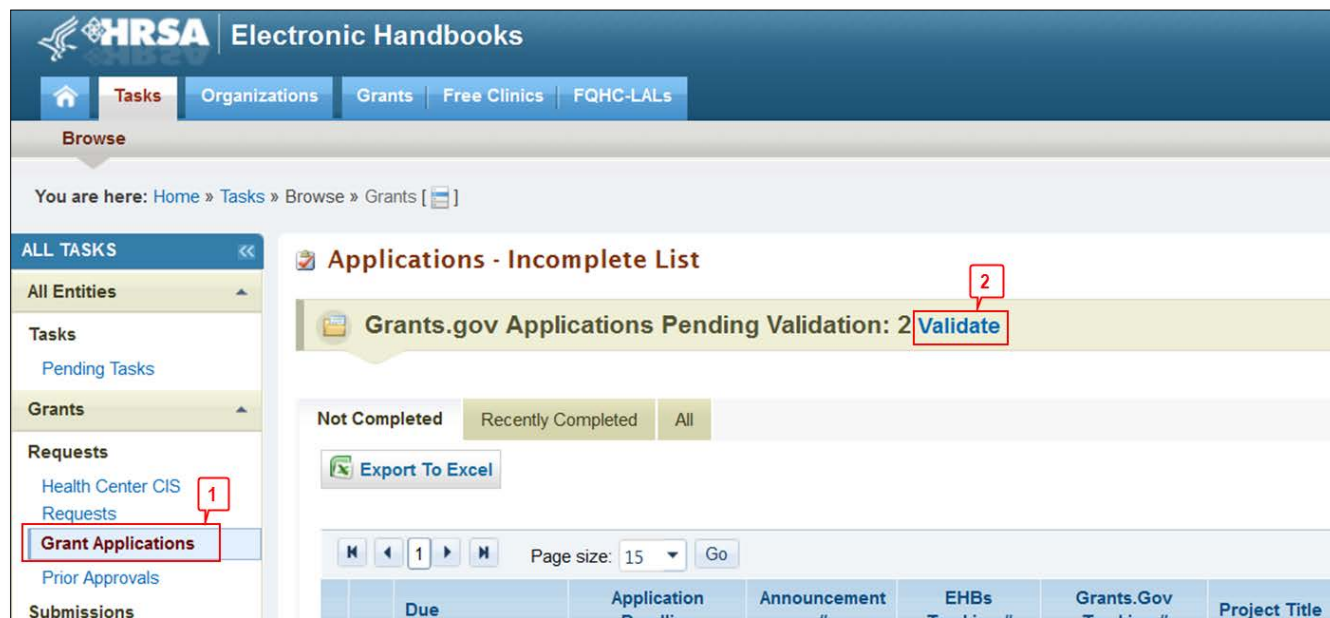 HRSA Electronic Handbooks
Tasks Organizations Grants Free Clinics FQHC-LALs
Browse
You are here: Home » Tasks » Browse » Grants [ ]
ALL TASKS
All Entities
Tasks
Pending Tasks
Grants
Requests
Health Center CIS
Requests
1
Grant Applications
Prior Approvals
Submissions
Applications - Incomplete List
2
Grants.gov Applications Pending Validation: 2 Validate
Not Completed Recently Completed All
Export To Excel
1 Page size: 15 Go
Due Application Announcement EHBs Grants.Gov Project Title